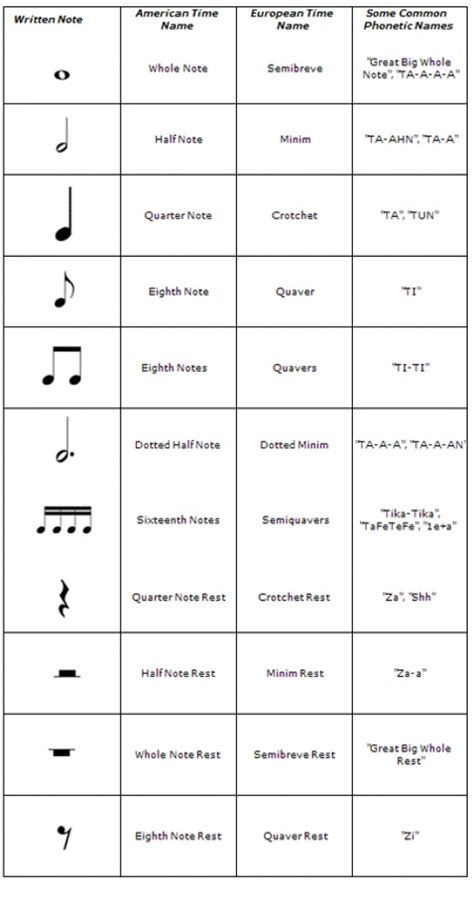 Written Note
American Time Name
European Time Name
Some Common Phonetic Names
Whole Note
Semibreve
"Great Big Whole Note", "TA-A-A-A"
Half Note
Minim
"TA-AHN", "TA-A"
Quarter Note
Crotchet
"TA", "TUN"
Eighth Note
Quaver
"TI"
Eighth Notes
Quavers
"TI-TI"
Dotted Half Note
Dotted Minim
"TA-A-A", "TA-A-AN'
Sixteenth Notes
Semiquavers
"Tika-Tika",
"TaFeTeFe", "1e+a"
Quarter Note Rest
Crotchet Rest
"Za", "Shh"
Half Note Rest
Minim Rest
"Za-a"
Whole Note Rest
Semibreve Rest
"Great Big Whole Rest"
Eighth Note Rest
Quaver Rest
"Zi"